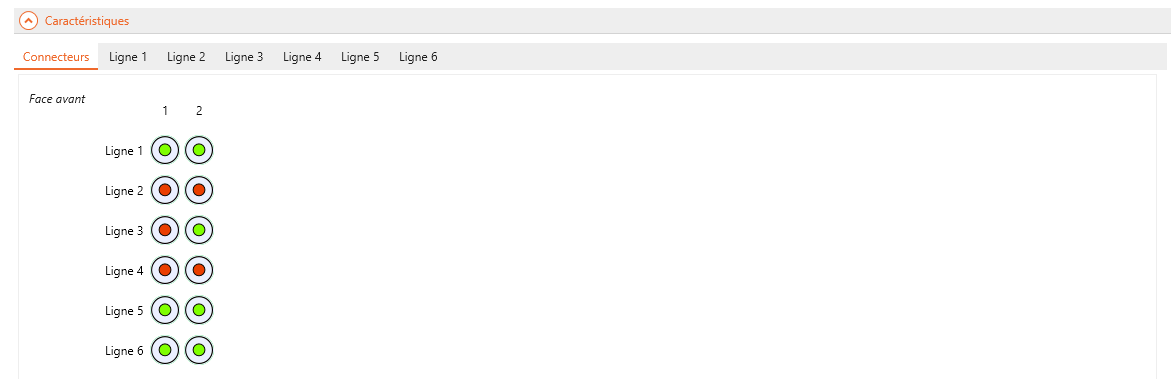 Caractéristiques
Connecteurs Ligne 1 Ligne 2 Ligne 3 Ligne 4 Ligne 5 Ligne 6
Face avant
1 2
Ligne 1
Ligne 2
Ligne 3
Ligne 4
Ligne 5
Ligne 6